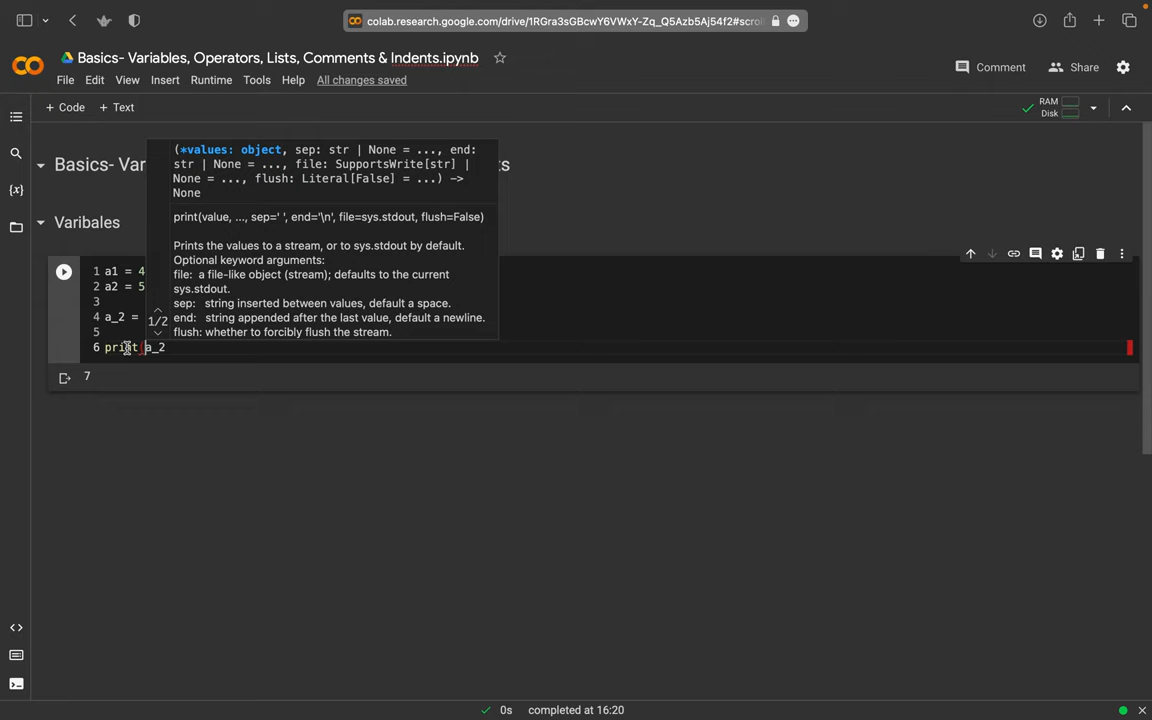 colab.research.google.com/drive/1RGra3sGBcwY6VWxY-Zq_Q5Azb5Aj54f2#scroll
Basics- Variables, Operators, Lists, Comments & Indents.ipynb
File Edit View Insert Runtime Tools Help All changes saved
Comment Share
+ Code + Text
RAM
Disk
Basics- Var
Varibales
(*values: object, sep: str | None = ..., end:
str | None = ..., file: SupportsWrite[str] |
None = ..., flush: Literal[False] = ...) ->
None
print(value, ..., sep=' ', end='\n', file=sys.stdout, flush=False)
Prints the values to a stream, or to sys.stdout by default.
Optional keyword arguments:
file: a file-like object (stream); defaults to the current
sys.stdout.
sep: string inserted between values, default a space.
end: string appended after the last value, default a newline.
flush: whether to forcibly flush the stream.
1/2
1 a1 = 4
2 a2 = 5
3
4 a_2 =
5
6 print(a_2
7
0s completed at 16:20